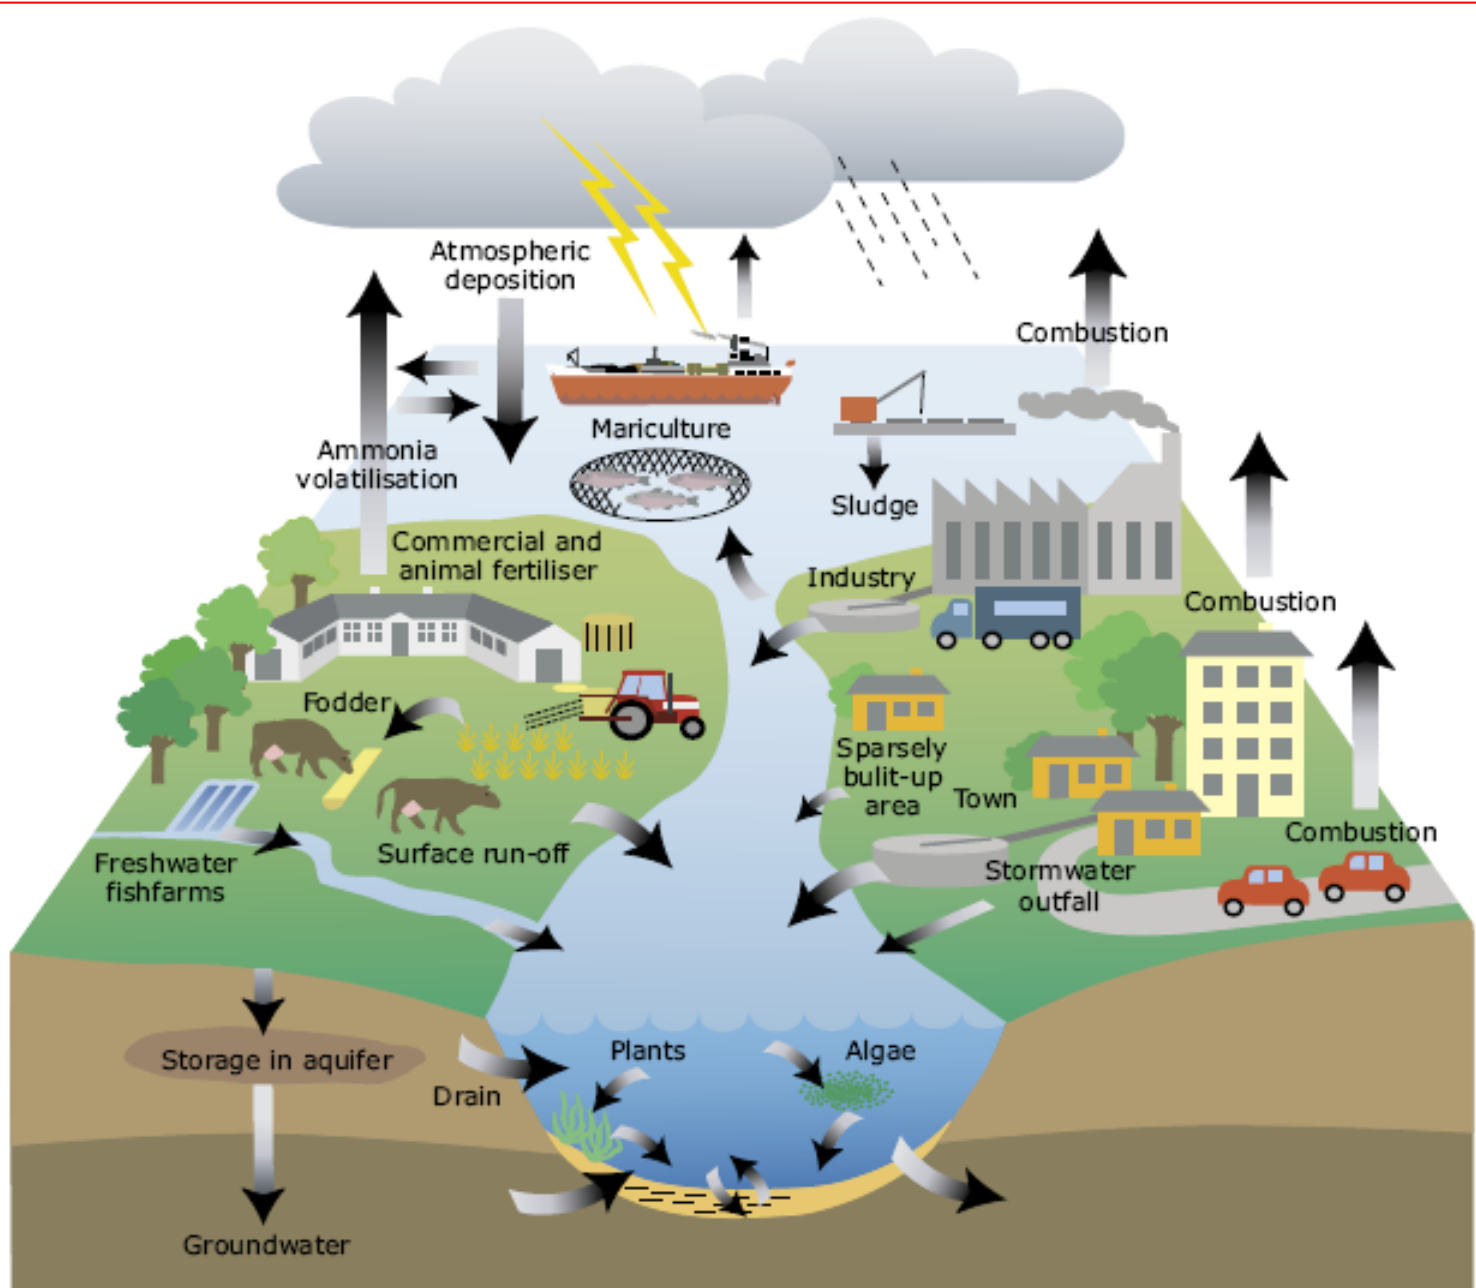 Atmospheric
deposition
Combustion
Mariculture
Ammonia
volatilisation
Sludge
Commercial and
animal fertiliser
Industry
Combustion
Fodder
Sparsely
bulit-up
area
Town
Combustion
Surface run-off
Freshwater
fishfarms
Stormwater
outfall
Plants
Algae
Storage in aquifer
Drain
Groundwater